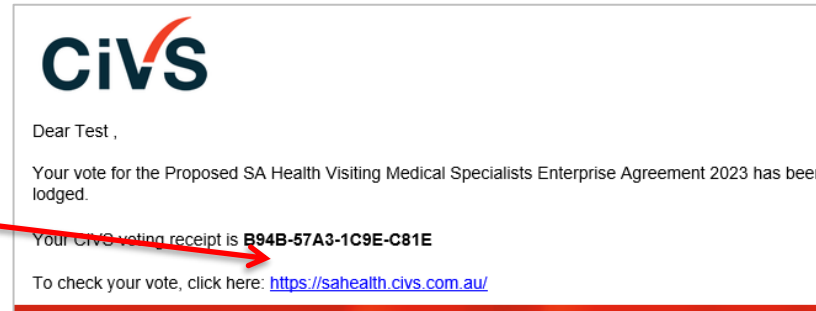 CiVS
Dear Test ,
Your vote for the Proposed SA Health Visiting Medical Specialists Enterprise Agreement 2023 has been
lodged.
Your CiVS voting receipt is B94B-57A3-1C9E-C81E
To check your vote, click here: https://sahealth.civs.com.au/